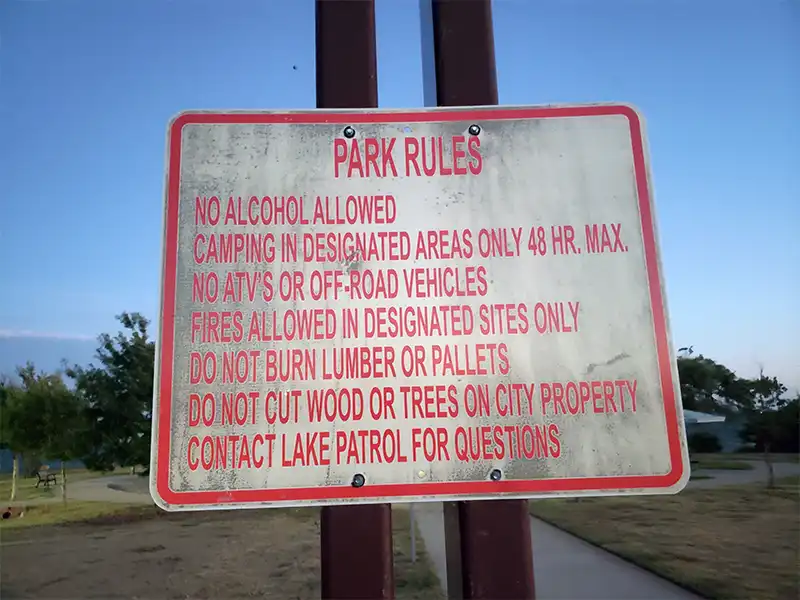 PARK RULES
NO ALCOHOL ALLOWED
CAMPING IN DESIGNATED AREAS ONLY 48 HR. MAX.
NO ATV'S OR OFF-ROAD VEHICLES
FIRES ALLOWED IN DESIGNATED SITES ONLY
DO NOT BURN LUMBER OR PALLETS
DO NOT CUT WOOD OR TREES ON CITY PROPERTY
CONTACT LAKE PATROL FOR QUESTIONS